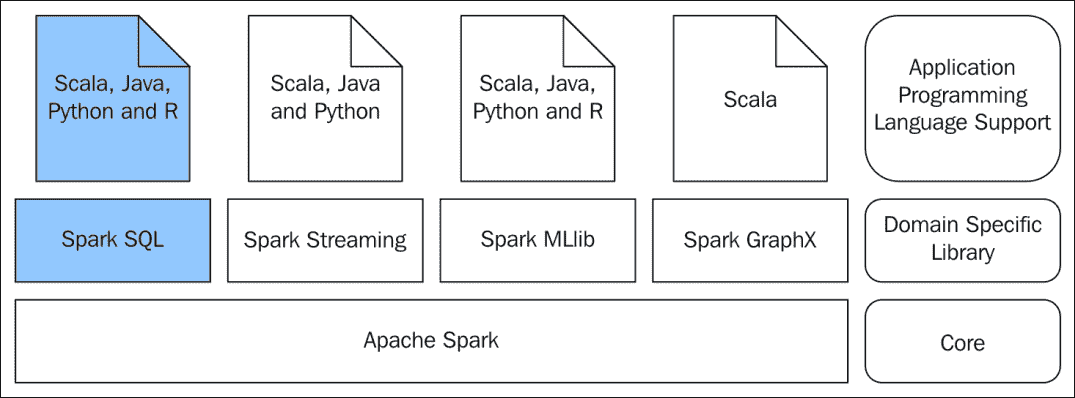 Scala, Java,
Python and R
Scala, Java
and Python
Scala, Java,
Python and R
Scala
Application
Programming
Language Support
Spark SQL
Spark Streaming
Spark MLlib
Spark GraphX
Domain Specific
Library
Apache Spark
Core